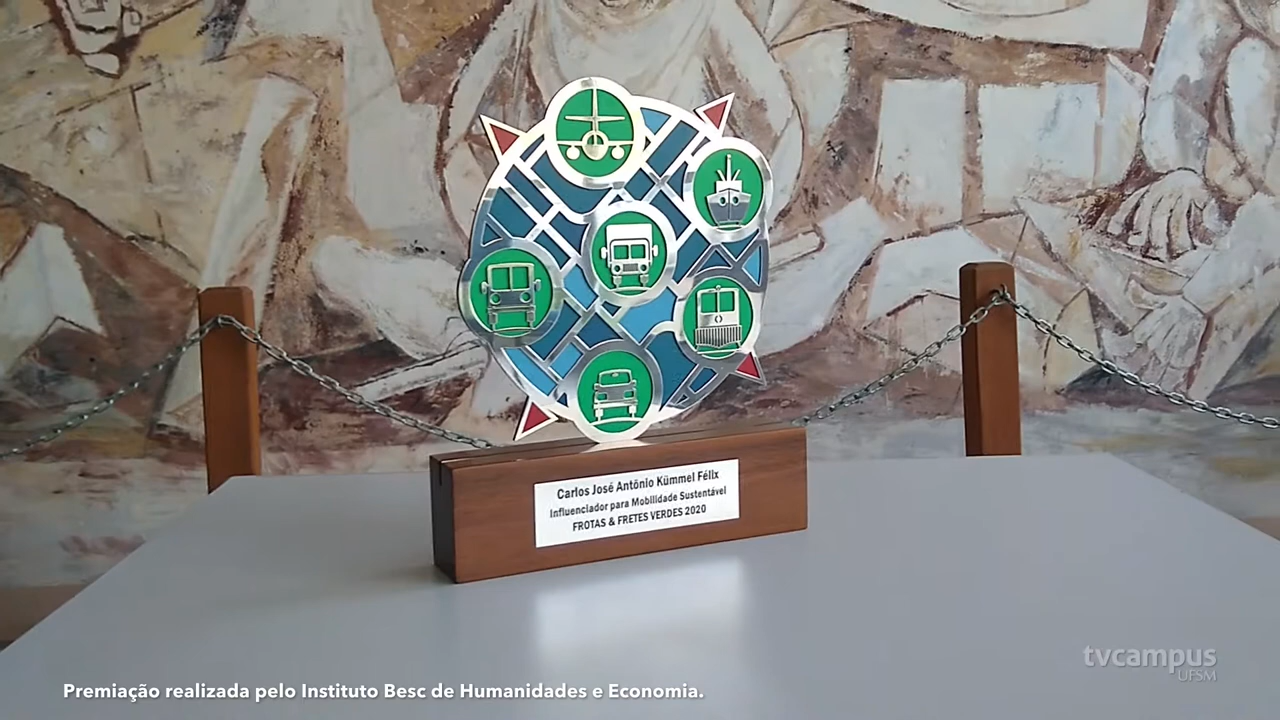 Carlos José Antônio Kümmel Félix
Influenciador para Mobilidade Sustentável
FROTAS & FRETES VERDES 2020
tvcampus
UFSM
Premiação realizada pelo Instituto Besc de Humanidades e Economia.